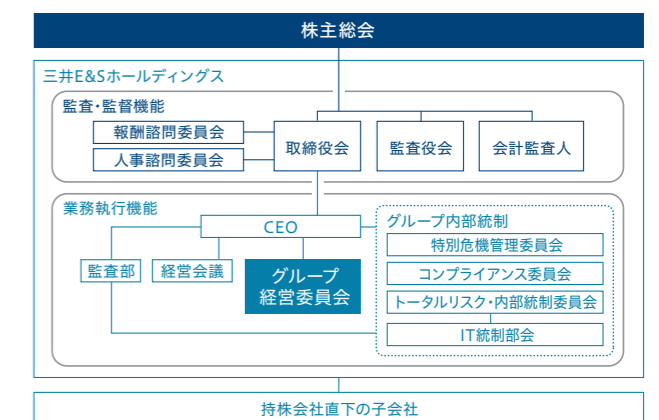 株主総会
三井E&Sホールディングス
監査・監督機能
報酬諮問委員会
人事諮問委員会
取締役会
監査役会
会計監査人
業務執行機能
CEO
監査部
経営会議
グループ
経営委員会
グループ内部統制
特別危機管理委員会
コンプライアンス委員会
トータルリスク・内部統制委員会
IT統制部会
持株会社直下の子会社